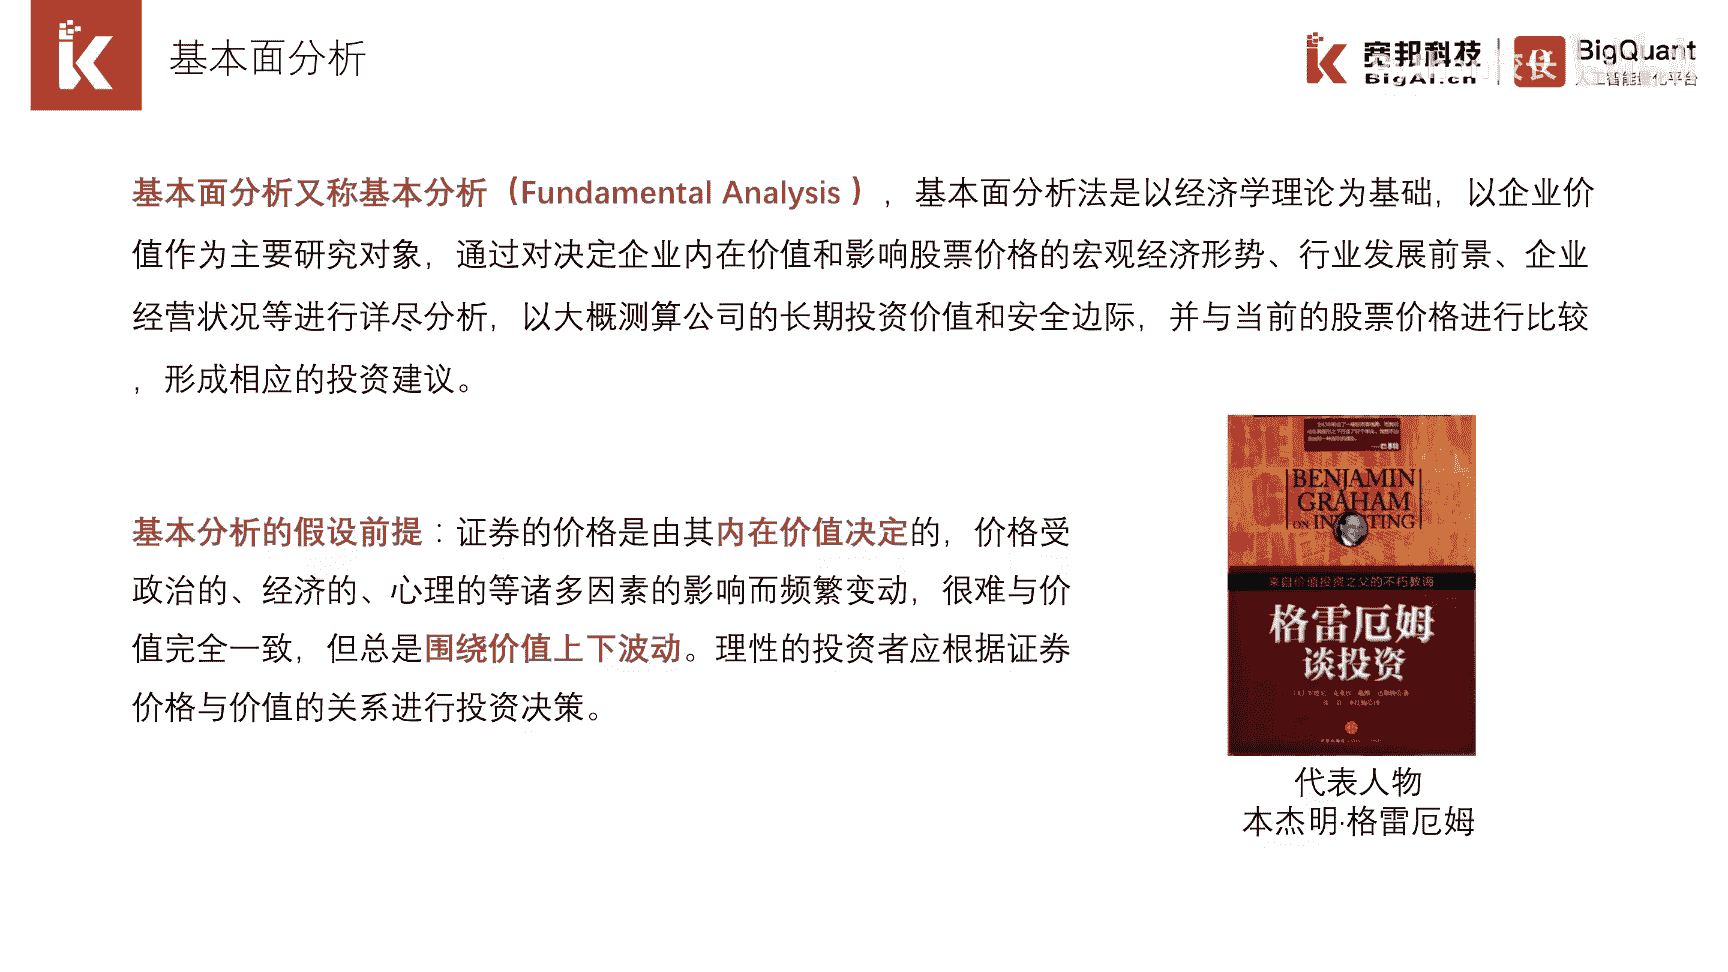 基本面分析
宽邦科技
BigAI.cn
BigQuant
人工智能量化平台
基本面分析又称基本分析（Fundamental Analysis ），基本面分析法是以经济学理论为基础，以企业价
值作为主要研究对象，通过对决定企业内在价值和影响股票价格的宏观经济形势、行业发展前景、企业
经营状况等进行详尽分析，以大概测算公司的长期投资价值和安全边际，并与当前的股票价格进行比较
，形成相应的投资建议。
基本分析的假设前提：证券的价格是由其内在价值决定的，价格受
政治的、经济的、心理的等诸多因素的影响而频繁变动，很难与价
值完全一致，但总是围绕价值上下波动。理性的投资者应根据证券
价格与价值的关系进行投资决策。
BENJAMIN
GRAHAM
ON INVESTING
来自价值投资之父的不朽教诲
格雷厄姆
谈投资
代表人物
本杰明·格雷厄姆